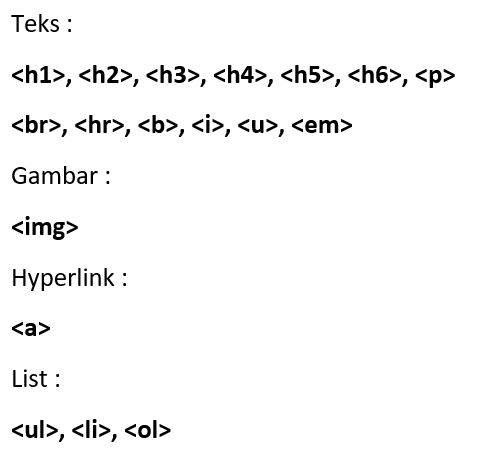 Teks :
<h1>, <h2>, <h3>, <h4>, <h5>, <h6>, <p>
<br>, <hr>, <b>, <i>, <u>, <em>
Gambar :
<img>
Hyperlink :
<a>
List :
<ul>, <li>, <ol>